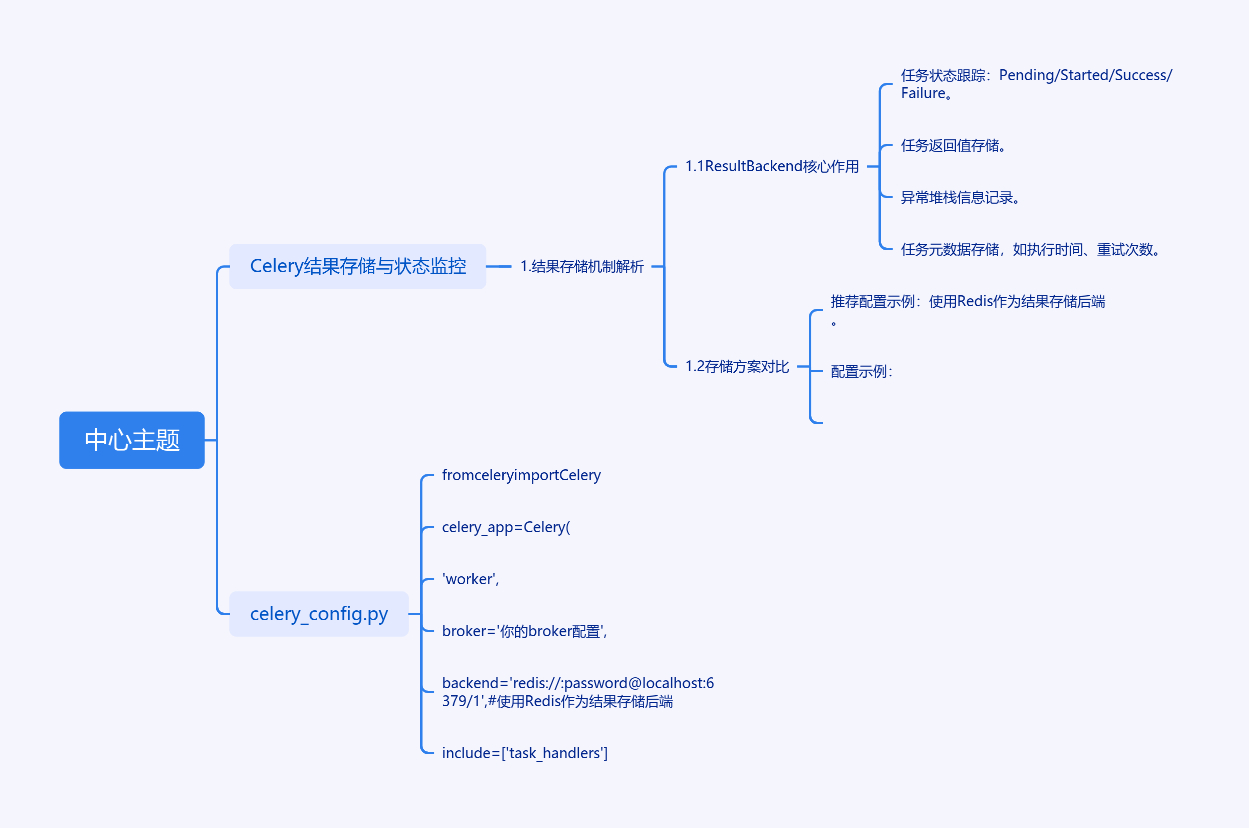 中心主题
Celery结果存储与状态监控
1.结果存储机制解析
1.1ResultBackend核心作用
任务状态跟踪：Pending/Started/Success/
Failure。
任务返回值存储。
异常堆栈信息记录。
任务元数据存储，如执行时间、重试次数。
1.2存储方案对比
推荐配置示例：使用Redis作为结果存储后端
。
配置示例：
celery_config.py
fromceleryimportCelery
celery_app=Celery(
'worker',
broker='你的broker配置',
backend='redis://:password@localhost:6
379/1',#使用Redis作为结果存储后端
include=['task_handlers']